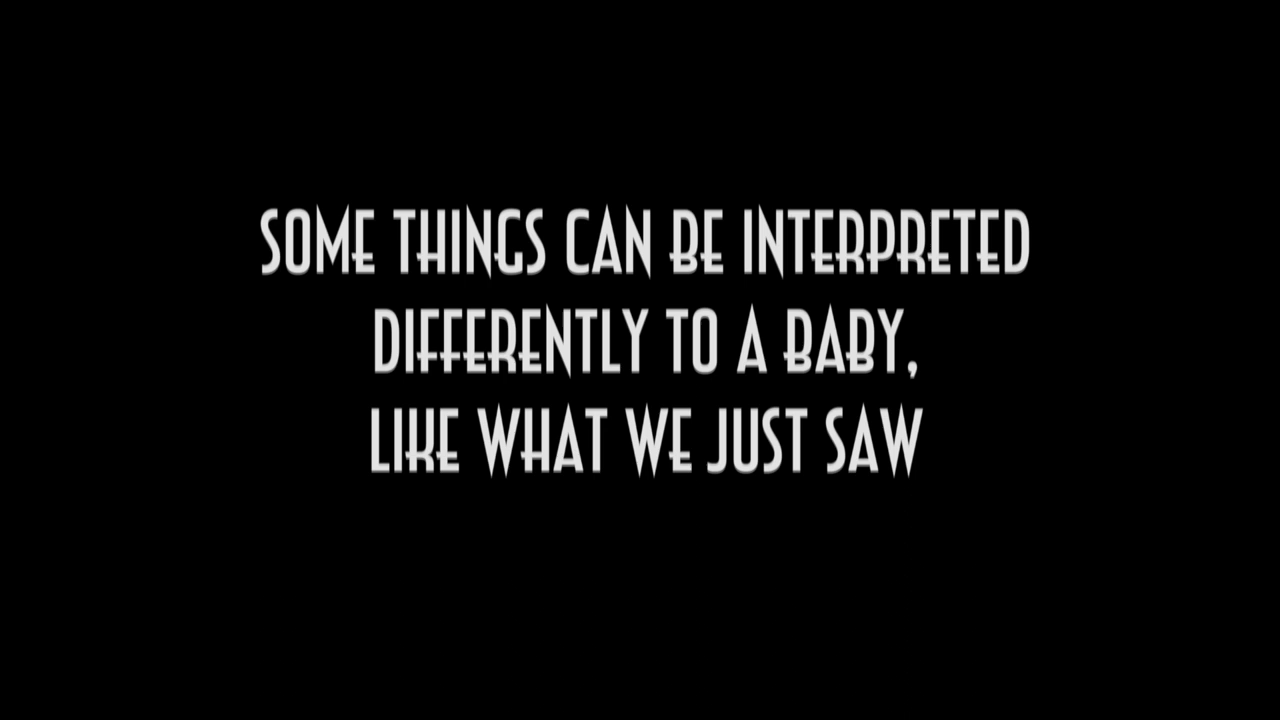 SOME THINGS CAN BE INTERPRETED
DIFFERENTLY TO A BABY,
LIKE WHAT WE JUST SAW